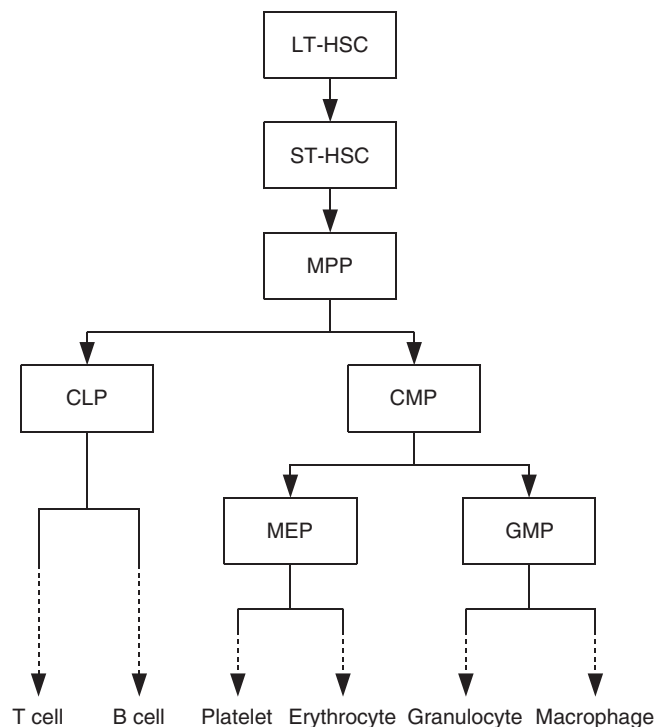 LT-HSC
ST-HSC
MPP
CLP CMP
MEP GMP
T cell B cell Platelet Erythrocyte Granulocyte Macrophage